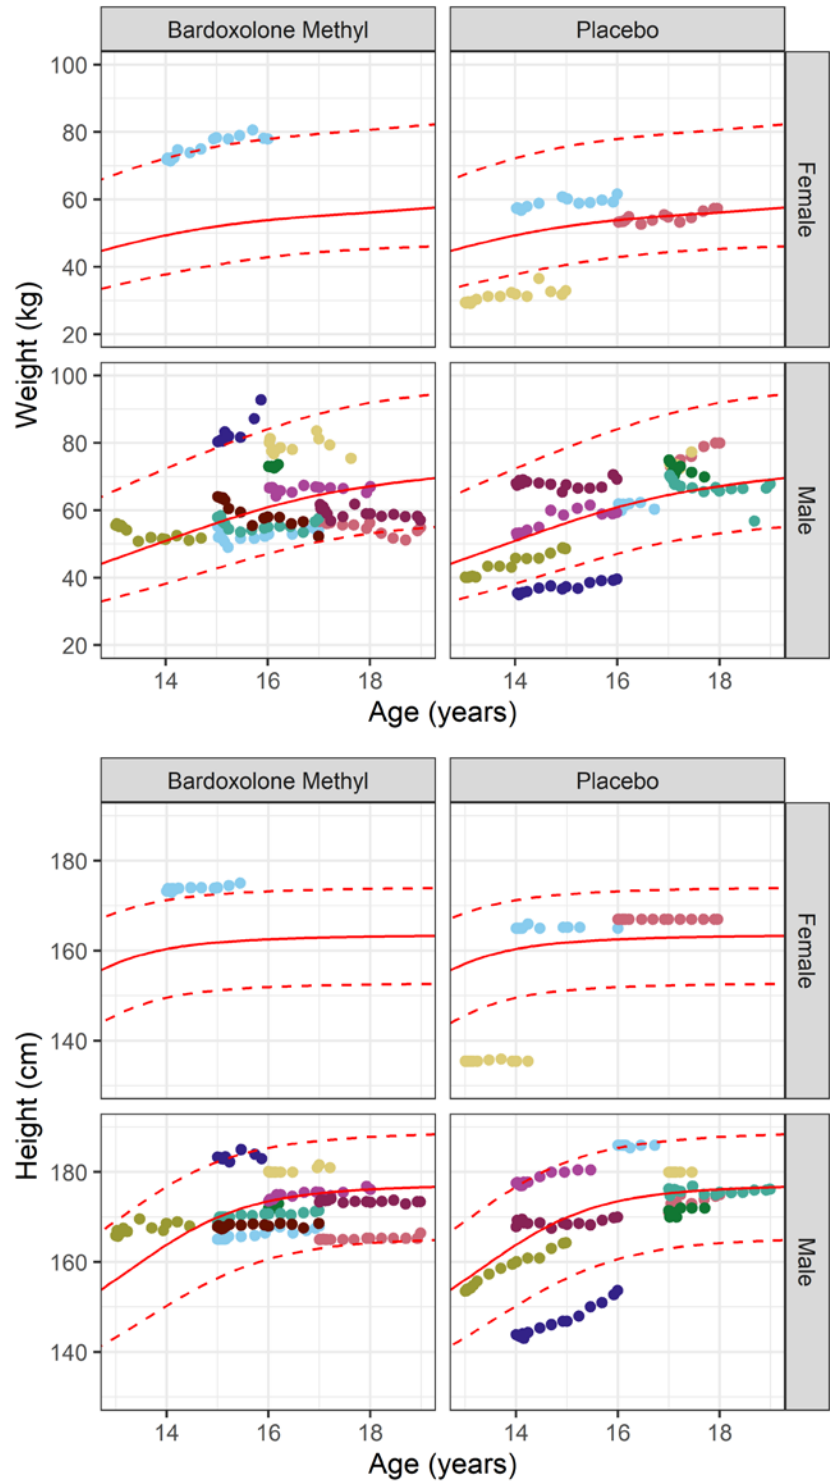 Bardoxolone Methyl Placebo
100
80
60
40
20
Female
100
80
60
40
20
Male
Weight (kg)
14 16 18 14 16 18
Age (years)
Bardoxolone Methyl Placebo
180
160
140
Female
180
160
140
Male
Height (cm)
14 16 18 14 16 18
Age (years)